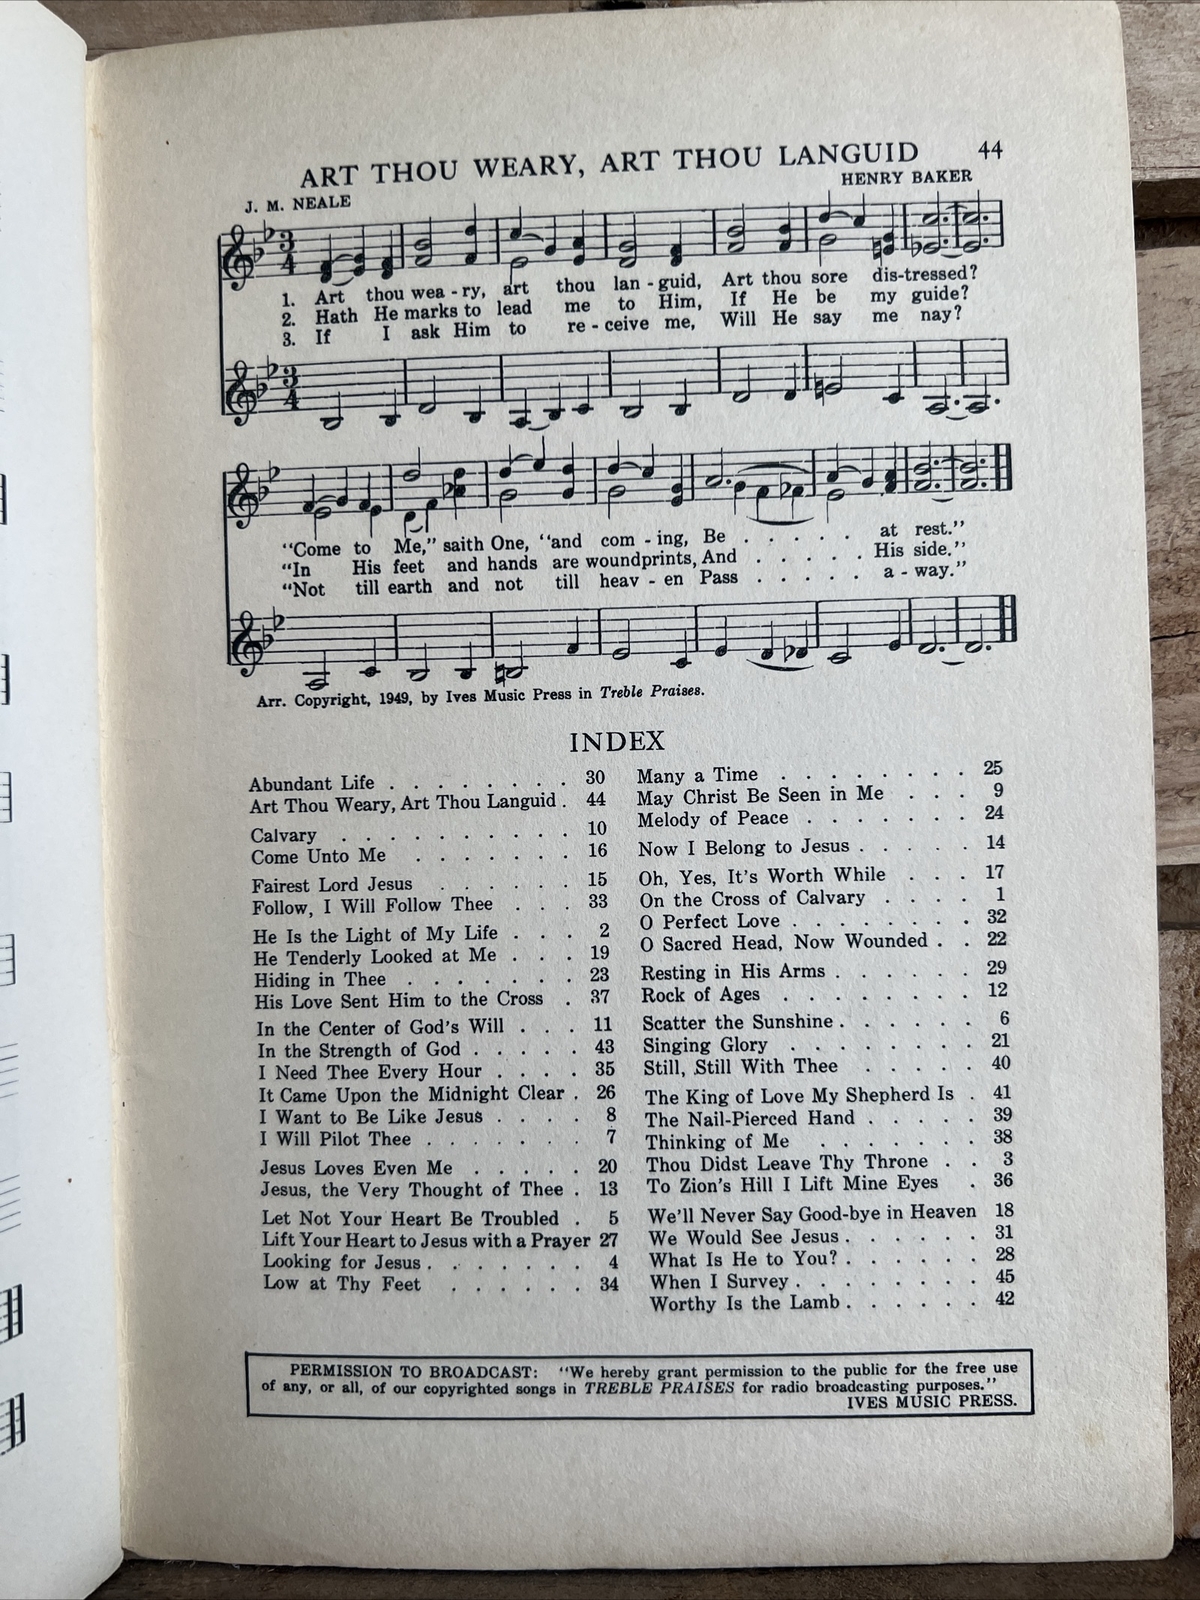 ART THOU WEARY, ART THOU LANGUID 44
J. M. NEALE HENRY BAKER
1. Art thou wea - ry, art thou lan - guid, Art thou sore dis-tressed?
2. Hath He marks to lead me to Him, If He be my guide?
3. If I ask Him to re - ceive me, Will He say me nay?
"Come to Me," saith One, "and com - ing, Be . . . . . at rest."
"In His feet and hands are woundprints, And . . . . . His side."
"Not till earth and not till heav - en Pass . . . . . a - way."
Arr. Copyright, 1949, by Ives Music Press in Treble Praises.
INDEX
Abundant Life . . . . . . . . 30
Art Thou Weary, Art Thou Languid . 44
Calvary . . . . . . . . . . 10
Come Unto Me . . . . . . . 16
Fairest Lord Jesus . . . . . . 15
Follow, I Will Follow Thee . . . 33
He Is the Light of My Life . . . 2
He Tenderly Looked at Me . . . 19
Hiding in Thee . . . . . . . 23
His Love Sent Him to the Cross . 37
In the Center of God's Will . . . 11
In the Strength of God . . . . . 43
I Need Thee Every Hour . . . . 35
It Came Upon the Midnight Clear . 26
I Want to Be Like Jesus . . . . 8
I Will Pilot Thee . . . . . . . 7
Jesus Loves Even Me . . . . . 20
Jesus, the Very Thought of Thee . 13
Let Not Your Heart Be Troubled . 5
Lift Your Heart to Jesus with a Prayer 27
Looking for Jesus . . . . . . . 4
Low at Thy Feet . . . . . . 34
Many a Time . . . . . . . . 25
May Christ Be Seen in Me . . . 9
Melody of Peace . . . . . . . 24
Now I Belong to Jesus . . . . . 14
Oh, Yes, It's Worth While . . . 17
On the Cross of Calvary . . . . 1
O Perfect Love . . . . . . . . 32
O Sacred Head, Now Wounded . . 22
Resting in His Arms . . . . . . 29
Rock of Ages . . . . . . . . 12
Scatter the Sunshine . . . . . . 6
Singing Glory . . . . . . . . 21
Still, Still With Thee . . . . . 40
The King of Love My Shepherd Is . 41
The Nail-Pierced Hand . . . . . 39
Thinking of Me . . . . . . . 38
Thou Didst Leave Thy Throne . . 3
To Zion's Hill I Lift Mine Eyes . 36
We'll Never Say Good-bye in Heaven 18
We Would See Jesus . . . . . . 31
What Is He to You? . . . . . . 28
When I Survey . . . . . . . . 45
Worthy Is the Lamb . . . . . . 42
PERMISSION TO BROADCAST: "We hereby grant permission to the public for the free use
of any, or all, of our copyrighted songs in TREBLE PRAISES for radio broadcasting purposes."
IVES MUSIC PRESS.